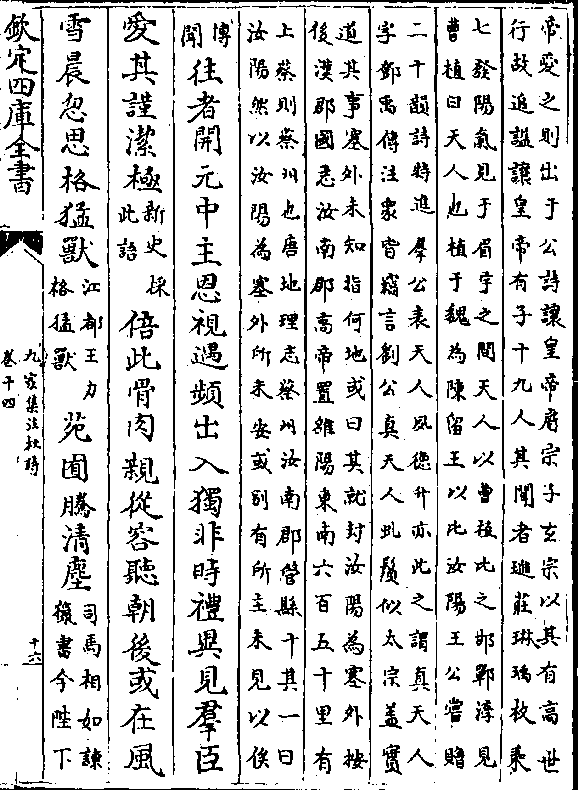 帝愛之則出于公詩讓皇帝府宗子玄宗以其有高世
行故追謚讓皇帝有子十九人其聞者璡莊琳瑀枚乘
七發陽氣見于眉宇之間天人以曹植比之邯鄲淳見
曹植曰天人也植于魏為陳留王以比汝陽王公嘗贈
二十韻詩特進羣公表天人夙德升亦此之謂真天人
字鄧禹傳注衆皆竊言劉公真天人虬鬚似太宗蓋實
道其事塞外未知指何地或曰其就封汝陽為塞外按
後漢郡國志汝南郡高帝置雒陽東南六百五十里有
上蔡則蔡州也唐地理志蔡州汝南郡管縣十其一曰
汝陽然以汝陽為塞外所未安或別有所主未見以俟
博聞往者開元中主恩視遇頻出入獨非時禮異見羣臣
愛其謹潔極新史採此語倍此骨肉親從容聽朝後或在風
雪晨忽思格猛獸江都王力格猛獸苑囿騰清塵司馬相如諫獵書今陛下
欽定四庫全書
九家集注杜詩
卷十四
十六